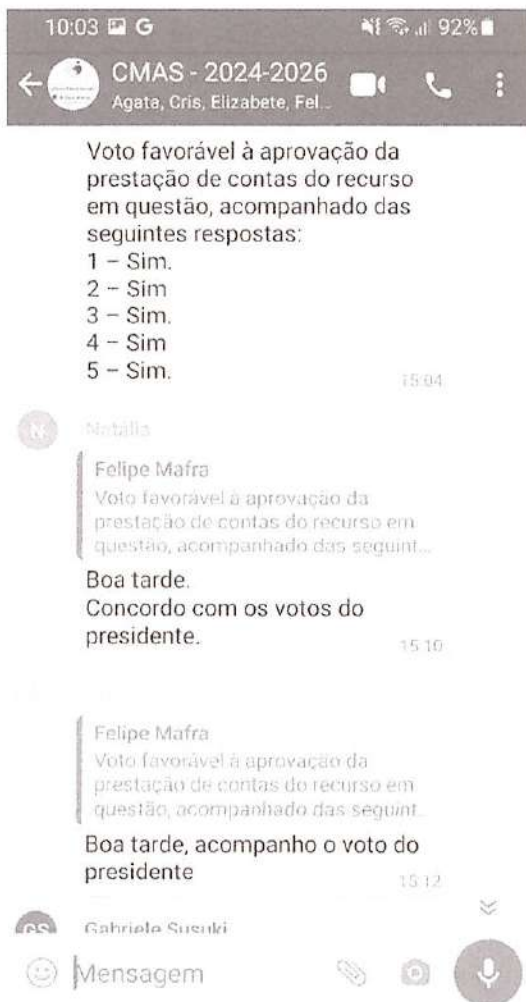 10:03 G 92%
CMAS - 2024-2026
Agata, Cris, Elizabete, Fel...
Voto favorável à aprovação da
prestação de contas do recurso
em questão, acompanhado das
seguintes respostas:
1 – Sim.
2 – Sim
3 – Sim.
4 – Sim
5 – Sim.
15:04
N
Natália
Felipe Mafra
Voto favorável à aprovação da
prestação de contas do recurso em
questão, acompanhado das seguint...
Boa tarde.
Concordo com os votos do
presidente.
15:10
Felipe Mafra
Voto favorável à aprovação da
prestação de contas do recurso em
questão, acompanhado das seguint...
Boa tarde, acompanho o voto do
presidente
15:12
GS
Gabriele Susuki
Mensagem